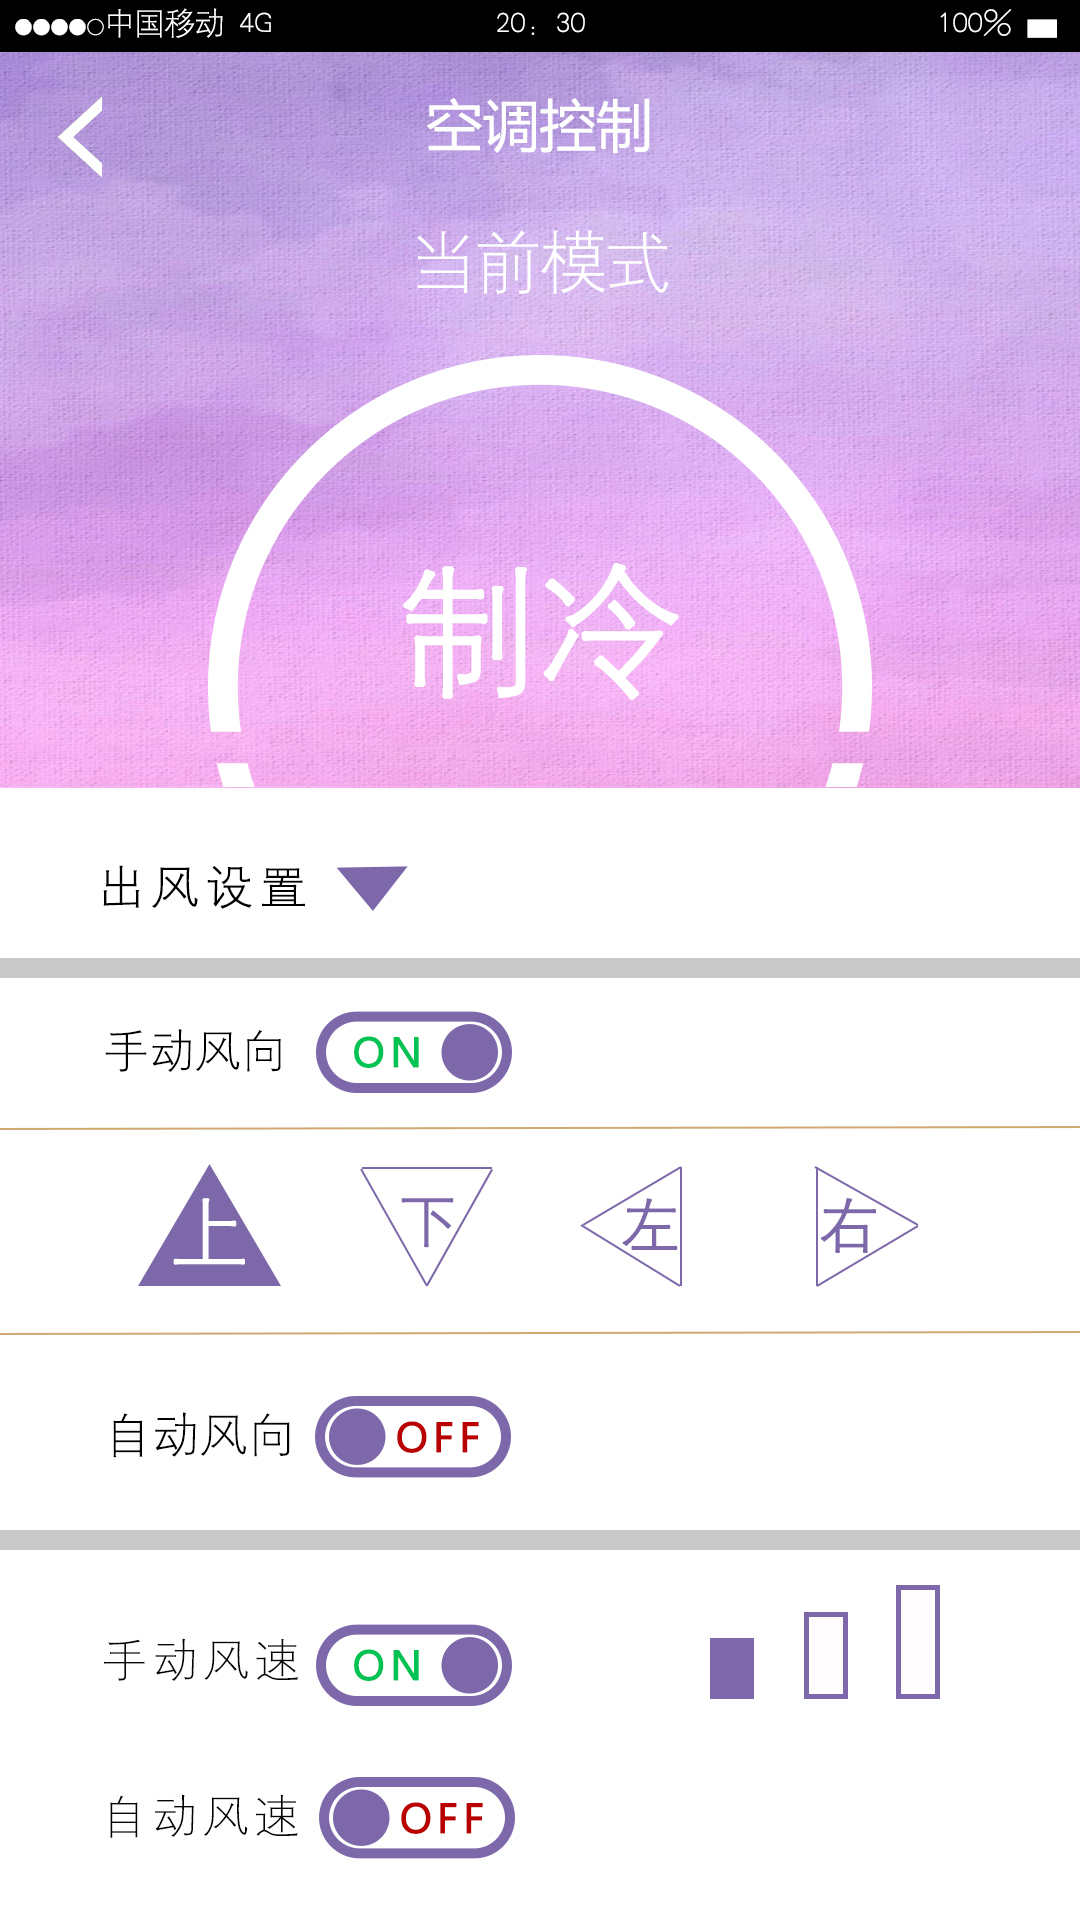 中国移动 4G 20：30 100%
空调控制
当前模式
制冷
出风设置
手动风向 ON
上 下 左 右
自动风向 OFF
手动风速 ON
自动风速 OFF